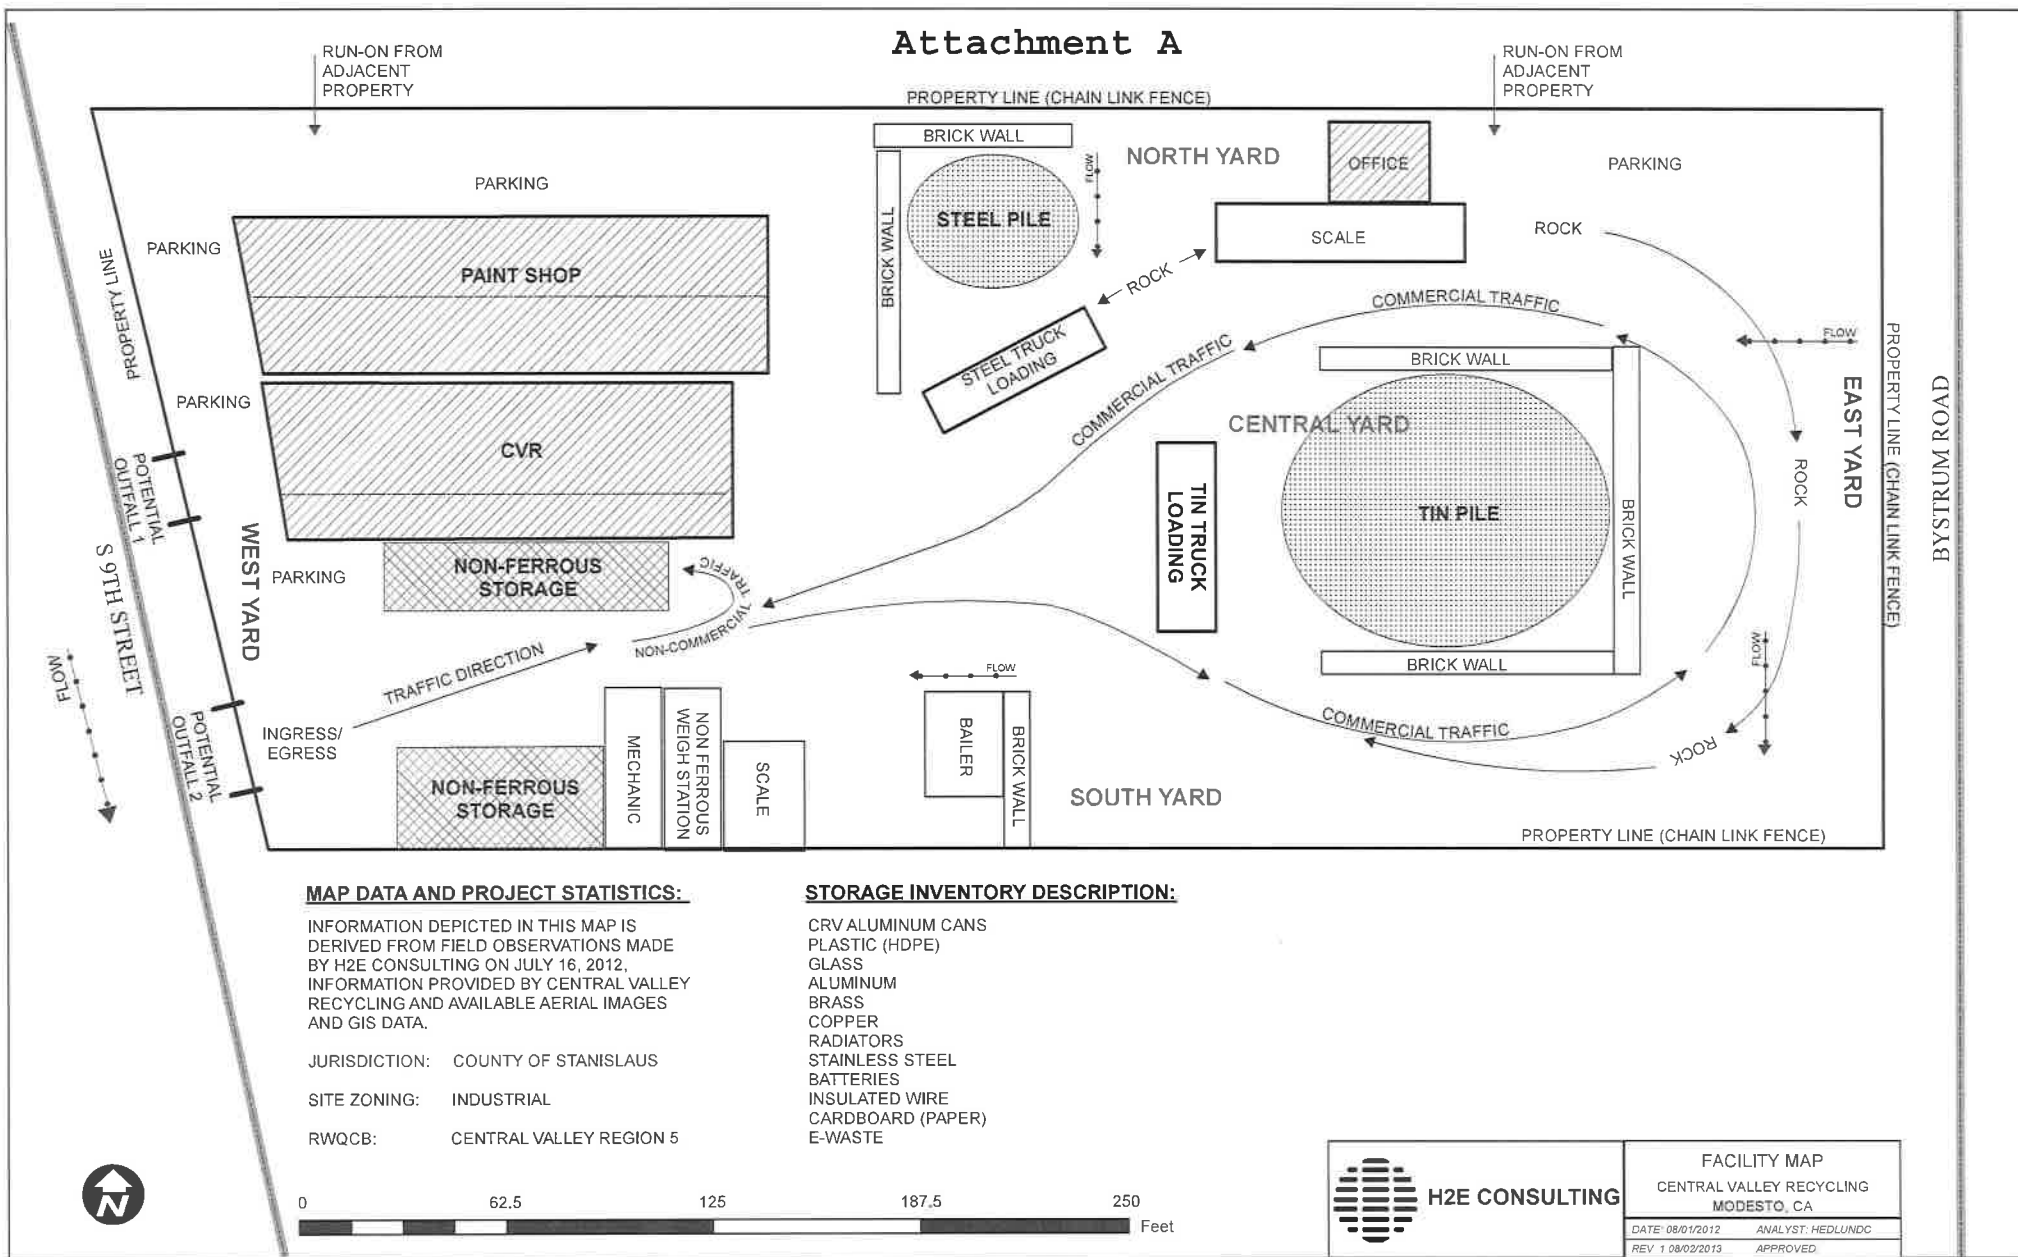 Attachment A
RUN-ON FROM
ADJACENT
PROPERTY
RUN-ON FROM
ADJACENT
PROPERTY
PROPERTY LINE (CHAIN LINK FENCE)
BRICK WALL
NORTH YARD
FLOW
OFFICE
PARKING
PARKING
BRICK WALL
STEEL PILE
SCALE
ROCK
PARKING
PAINT SHOP
PROPERTY LINE
ROCK
COMMERCIAL TRAFFIC
FLOW
STEEL TRUCK
LOADING
COMMERCIAL TRAFFIC
BRICK WALL
PROPERTY LINE (CHAIN LINK FENCE)
EAST YARD
BYSTRUM ROAD
PARKING
CENTRAL YARD
CVR
POTENTIAL
OUTFALL 1
ROCK
TIN TRUCK
LOADING
TIN PILE
BRICK WALL
S 9TH STREET
WEST YARD
PARKING
NON-FERROUS
STORAGE
NON-COMMERCIAL TRAFFIC
TRAFFIC DIRECTION
FLOW
FLOW
BRICK WALL
FLOW
POTENTIAL
OUTFALL 2
INGRESS/
EGRESS
COMMERCIAL TRAFFIC
ROCK
NON-FERROUS
STORAGE
MECHANIC
NON FERROUS
WEIGH STATION
SCALE
BAILER
BRICK WALL
SOUTH YARD
PROPERTY LINE (CHAIN LINK FENCE)
MAP DATA AND PROJECT STATISTICS:
INFORMATION DEPICTED IN THIS MAP IS
DERIVED FROM FIELD OBSERVATIONS MADE
BY H2E CONSULTING ON JULY 16, 2012,
INFORMATION PROVIDED BY CENTRAL VALLEY
RECYCLING AND AVAILABLE AERIAL IMAGES
AND GIS DATA.
JURISDICTION: COUNTY OF STANISLAUS
SITE ZONING: INDUSTRIAL
RWQCB: CENTRAL VALLEY REGION 5
STORAGE INVENTORY DESCRIPTION:
CRV ALUMINUM CANS
PLASTIC (HDPE)
GLASS
ALUMINUM
BRASS
COPPER
RADIATORS
STAINLESS STEEL
BATTERIES
INSULATED WIRE
CARDBOARD (PAPER)
E-WASTE
N
0 62.5 125 187.5 250
Feet
H2E CONSULTING
FACILITY MAP
CENTRAL VALLEY RECYCLING
MODESTO, CA
DATE: 08/01/2012 ANALYST: HEDLUNDC
REV 1 08/02/2013 APPROVED: